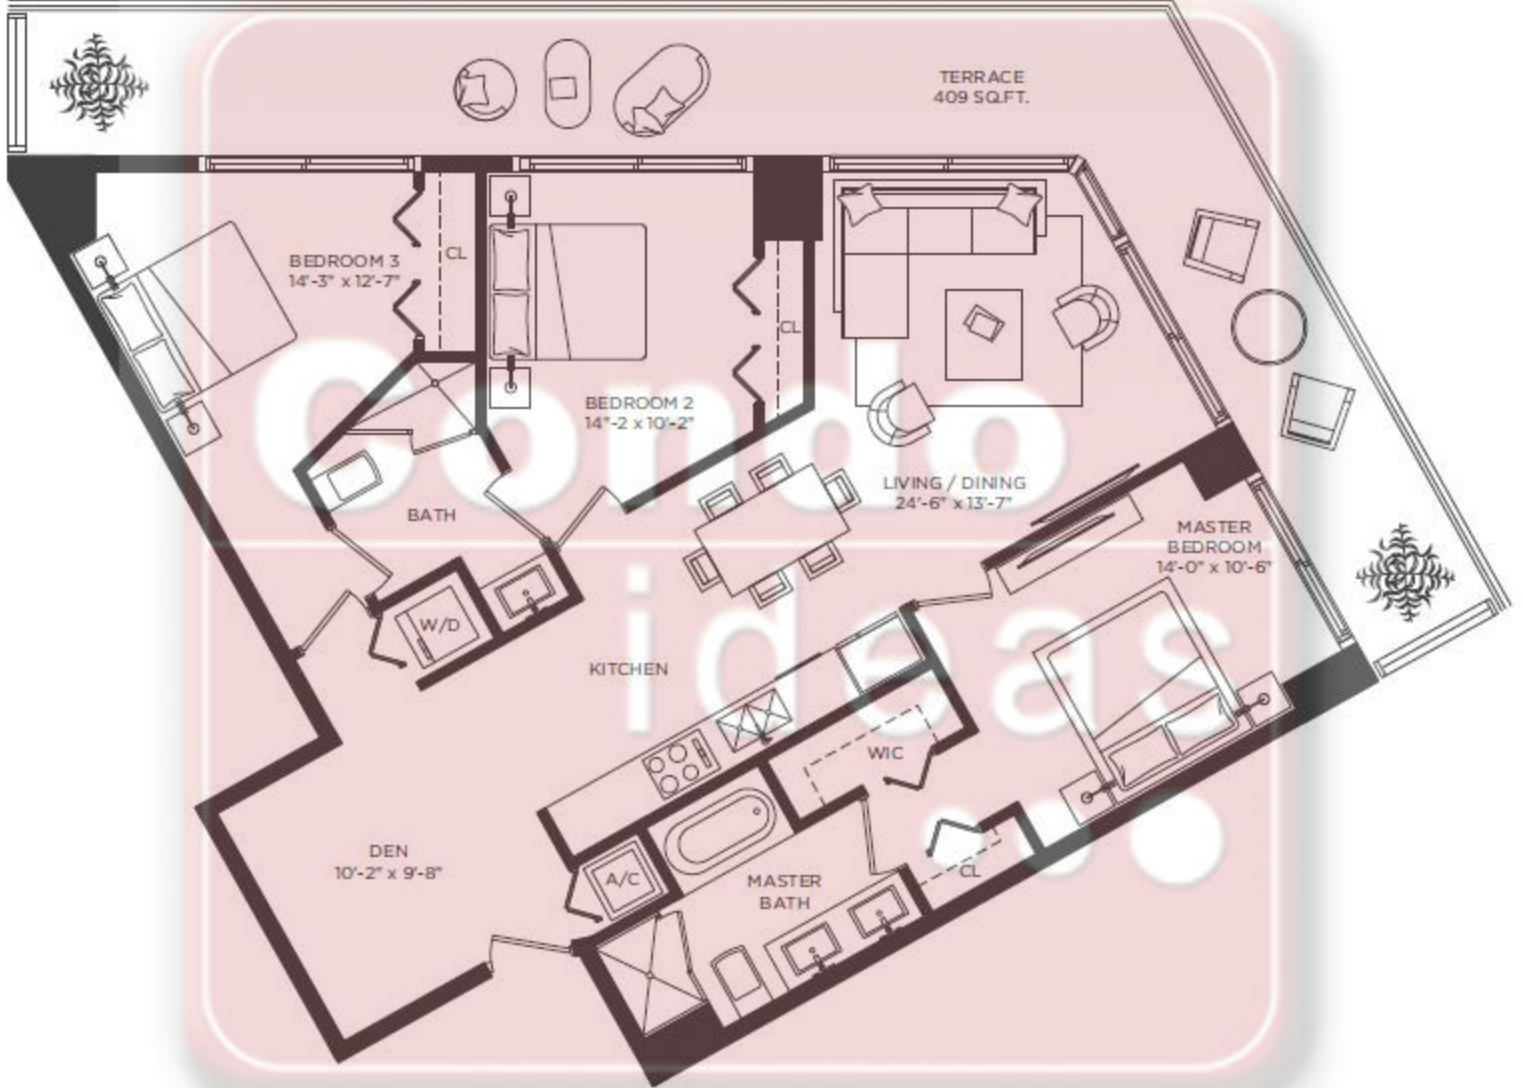 TERRACE
409 SQ.FT.
BEDROOM 3
14'-3" x 12'-7"
CL
CL
BEDROOM 2
14"-2 x 10'-2"
LIVING / DINING
24'-6" x 13'-7"
BATH
MASTER
BEDROOM
14'-0" x 10'-6"
W/D
KITCHEN
WIC
DEN
10'-2" x 9'-8"
A/C
MASTER
BATH
CL
Condo
ideas